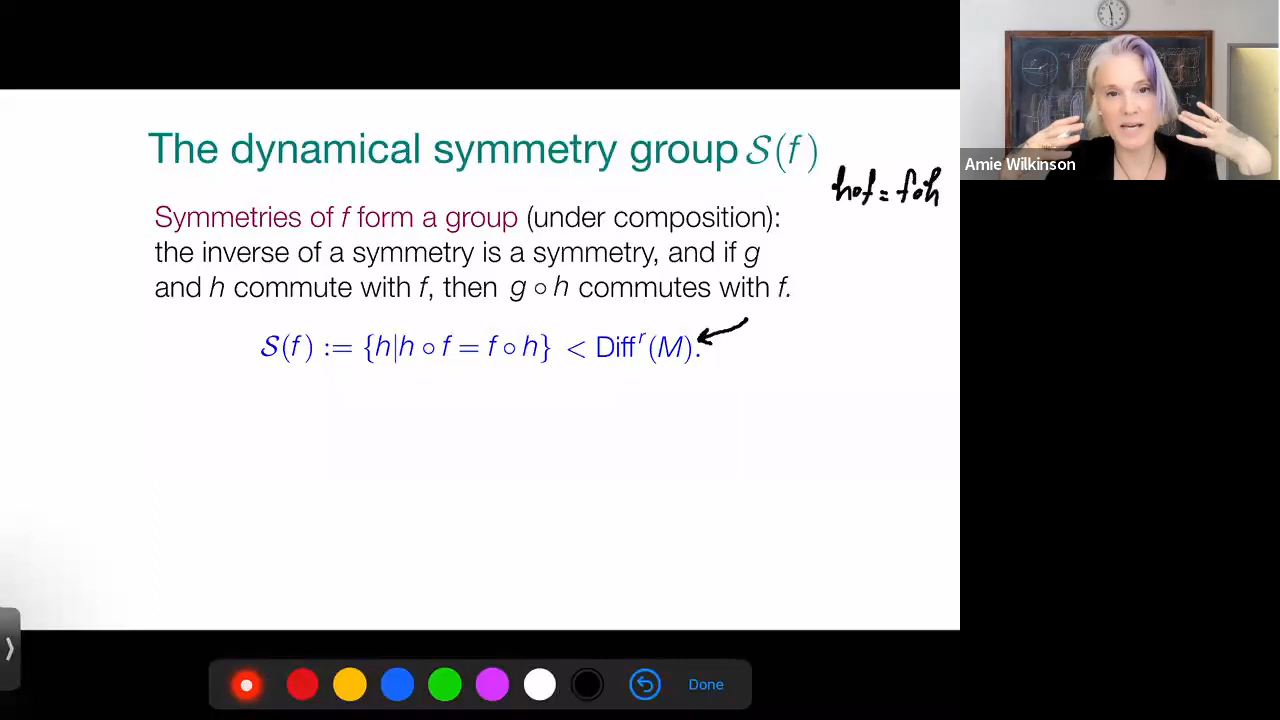 The dynamical symmetry group 𝒮(f)
h∘f = f∘h
Symmetries of f form a group (under composition):
the inverse of a symmetry is a symmetry, and if g
and h commute with f, then g ∘ h commutes with f.
𝒮(f) := {h|h ∘ f = f ∘ h} < Diffʳ(M).
Amie Wilkinson
Done